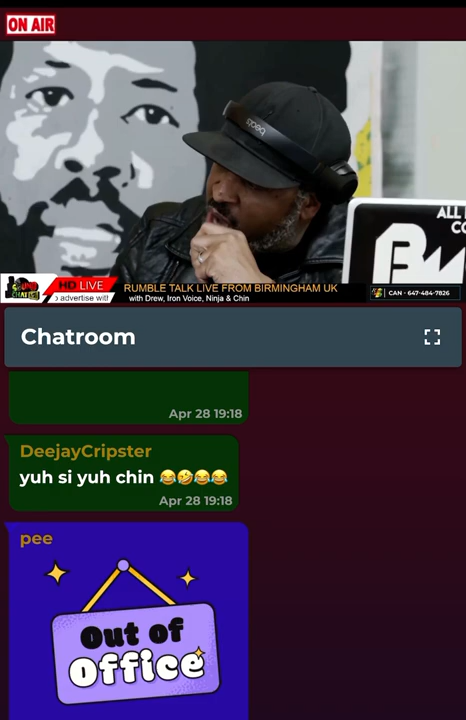 ON AIR
beats
ALL
CO
HD LIVE
RUMBLE TALK LIVE FROM BIRMINGHAM UK
o advertise with
with Drew, Iron Voice, Ninja & Chin
CAN - 647-484-7826
Chatroom
Apr 28 19:18
DeejayCripster
yuh si yuh chin 😂🤣😂😂
Apr 28 19:18
pee
Out of
Office